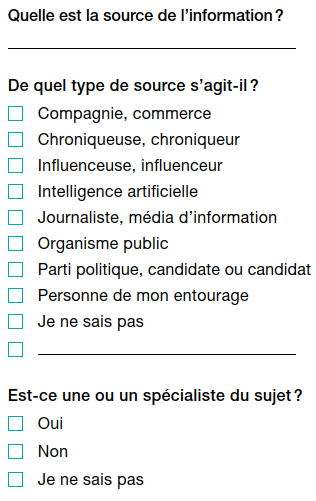 Quelle est la source de l’information ?
De quel type de source s’agit-il ?
Compagnie, commerce
Chroniqueuse, chroniqueur
Influenceuse, influenceur
Intelligence artificielle
Journaliste, média d’information
Organisme public
Parti politique, candidate ou candidat
Personne de mon entourage
Je ne sais pas
Est-ce une ou un spécialiste du sujet ?
Oui
Non
Je ne sais pas